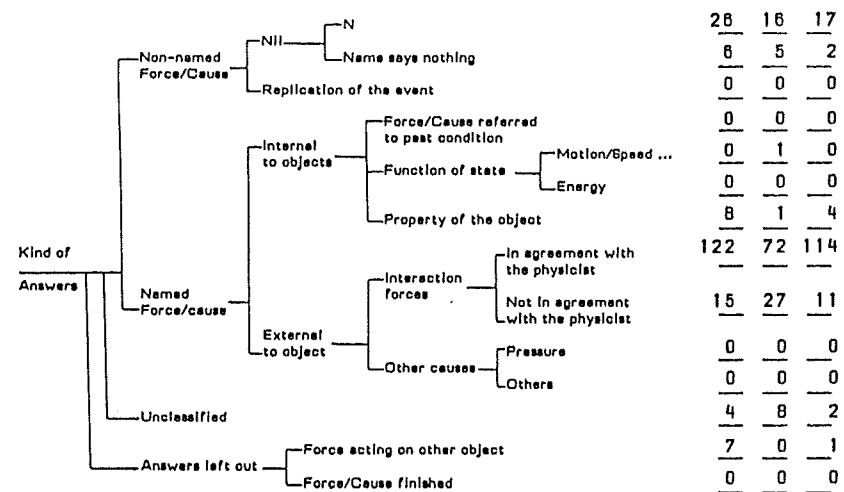 N 28 16 17
Nil
Name says nothing 6 5 2
Non-named
Force/Cause
Replication of the event 0 0 0
Force/Cause referred
to past condition 0 0 0
Internal
to objects
Motion/Speed ... 0 1 0
Function of state
Energy 0 0 0
Property of the object 8 1 4
Kind of
Answers
In agreement with
the physicist 122 72 114
Named
Force/cause
Interaction
forces
Not in agreement
with the physicist 15 27 11
External
to object
Pressure 0 0 0
Other causes
Others 0 0 0
Unclassified 4 8 2
Force acting on other object 7 0 1
Answers left out
Force/Cause finished 0 0 0